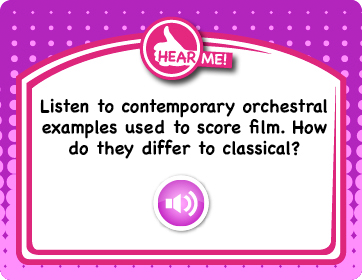 HEAR ME!
Listen to contemporary orchestral
examples used to score film. How
do they differ to classical?